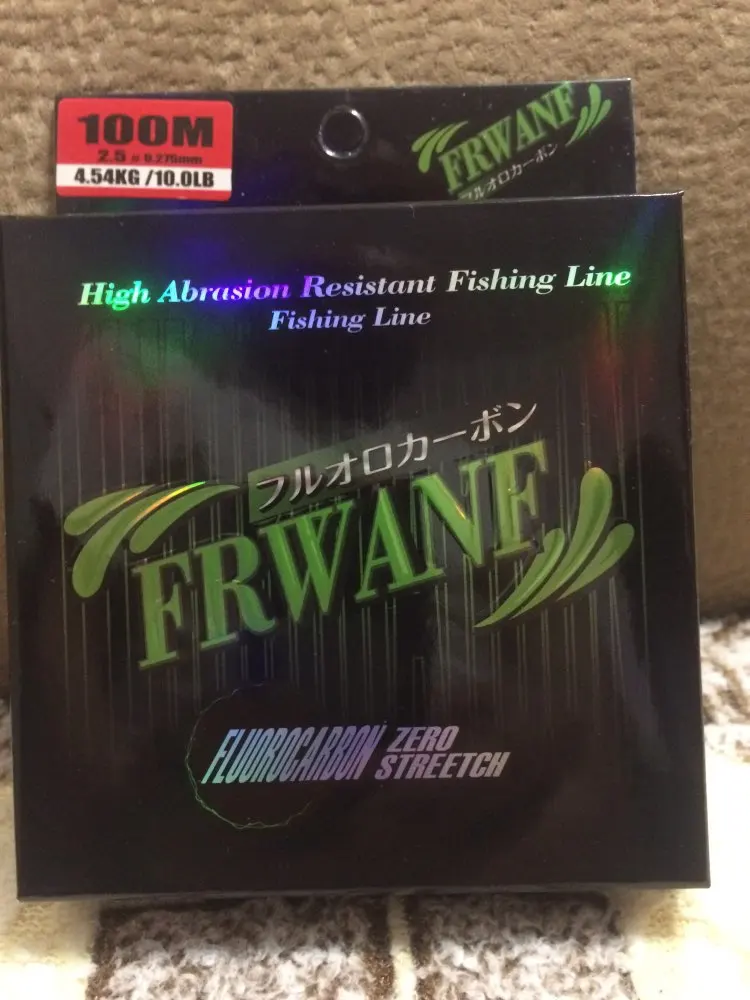 100M
2.5 0.275mm
4.54KG /10.0LB
FRWANF
フルオロカーボン
High Abrasion Resistant Fishing Line
Fishing Line
フルオロカーボン
FRWANF
FLUOROCARBON ZERO
STREETCH